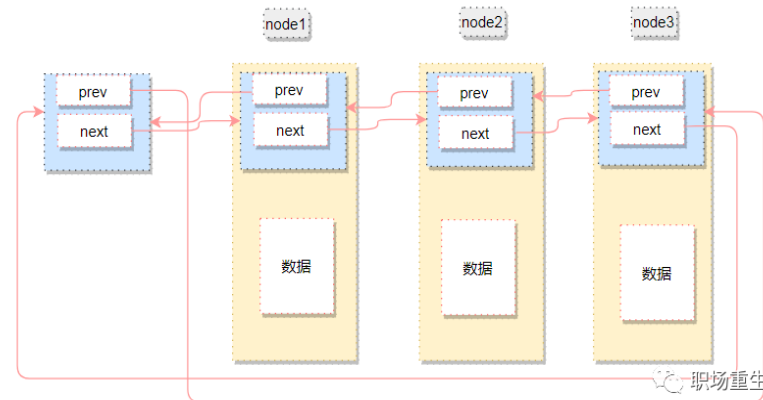 node1
node2
node3
prev
next
prev
next
prev
next
prev
next
数据
数据
数据
职场重生